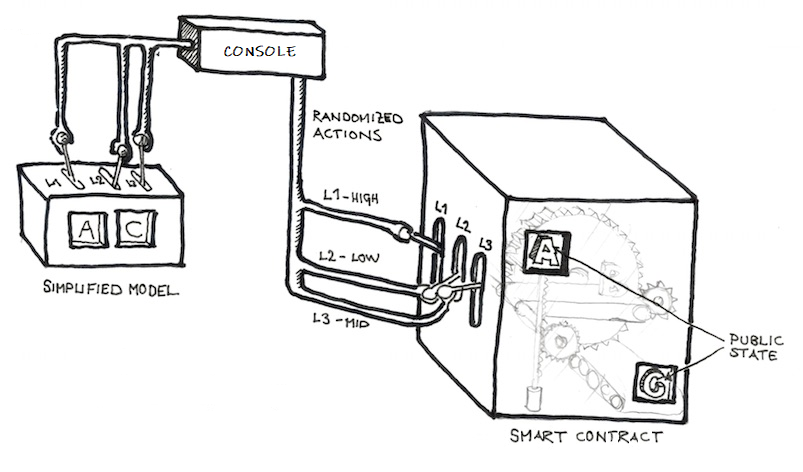 CONSOLE
RANDOMIZED
ACTIONS
L1 L2 L3
A C
SIMPLIFIED MODEL
L1-HIGH
L2-LOW
L3-MID
L1 L2 L3
A
G
PUBLIC
STATE
SMART CONTRACT